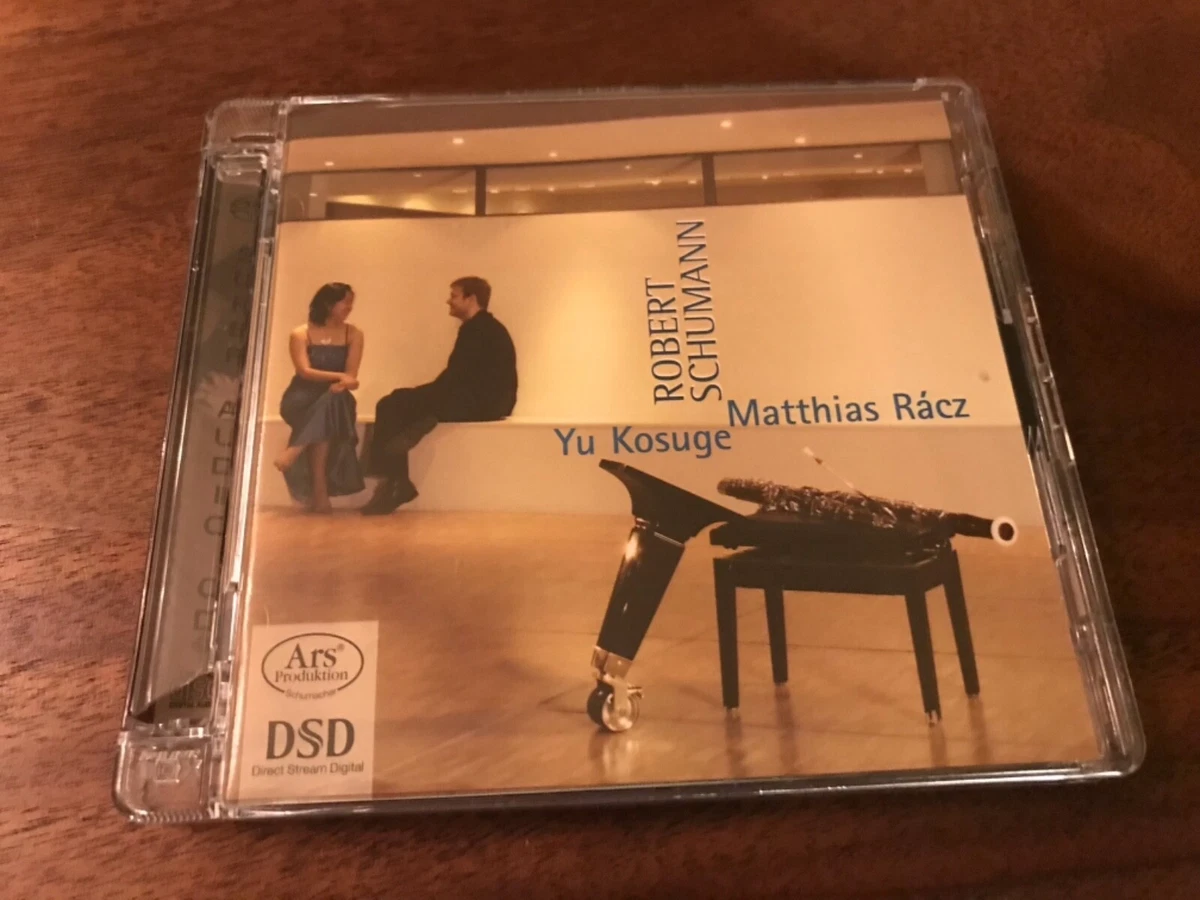 ROBERT
SCHUMANN
Matthias Rácz
Yu Kosuge
Ars®
Produktion
Schumacher
DSD
Direct Stream Digital